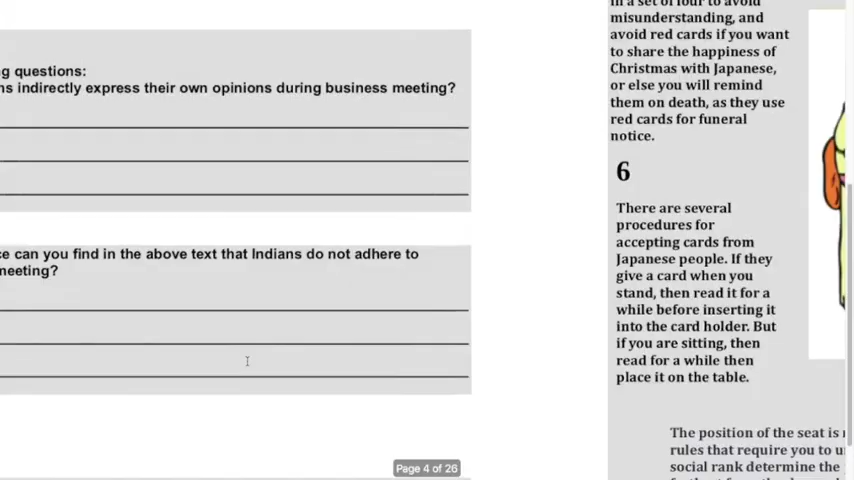 g questions:
ns indirectly express their own opinions during business meeting?
ce can you find in the above text that Indians do not adhere to
meeting?
Page 4 of 26
in a set of four to avoid
misunderstanding, and
avoid red cards if you want
to share the happiness of
Christmas with Japanese,
or else you will remind
them on death, as they use
red cards for funeral
notice.
6
There are several
procedures for
accepting cards from
Japanese people. If they
give a card when you
stand, then read it for a
while before inserting it
into the card holder. But
if you are sitting, then
read for a while then
place it on the table.
The position of the seat is
rules that require you to u
social rank determine the